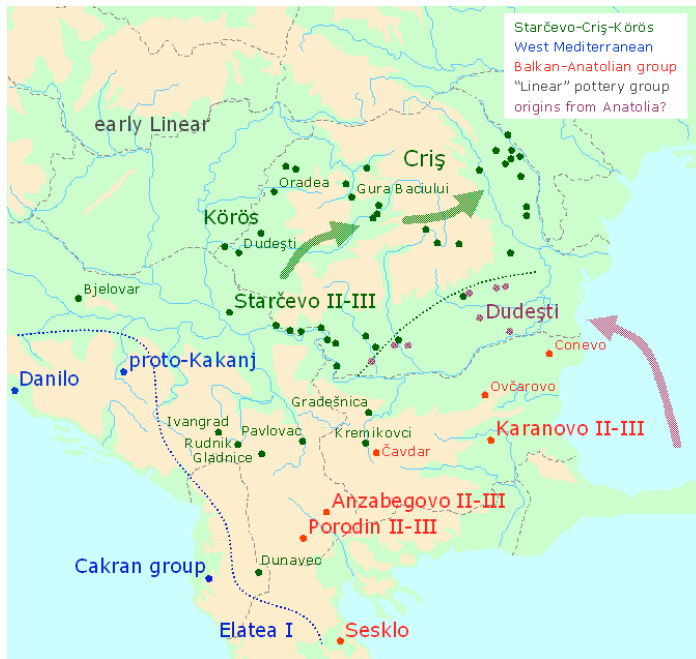 Starčevo-Criş-Körös
West Mediterranean
Balkan-Anatolian group
"Linear" pottery group
origins from Anatolia?
early Linear
Criş
Oradea
Gura Baciului
Körös
Dudeşti
Bjelovar
Starčevo II-III
Dudeşti
Conevo
proto-Kakanj
Danilo
Ovčarovo
Gradešnica
Ivangrad
Pavlovac
Kremikovci
Karanovo II-III
Rudnik
Gladnice
Čavdar
Anzabegovo II-III
Porodin II-III
Dunavec
Cakran group
Elatea I
Sesklo